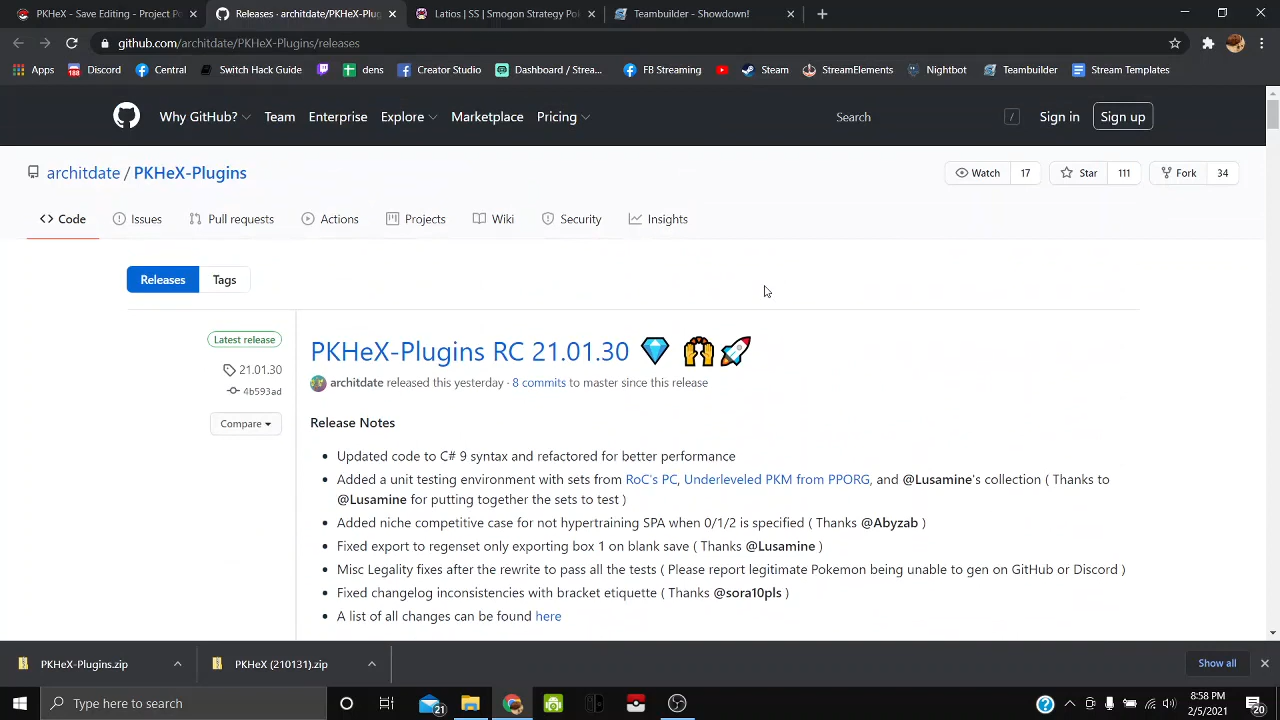 PKHeX - Save Editing - Project Po
Releases · architdate/PKHeX-Plug
Latios | SS | Smogon Strategy Po
Teambuilder - Showdown!
github.com/architdate/PKHeX-Plugins/releases
Apps
188
Discord
Central
Switch Hack Guide
dens
Creator Studio
Dashboard / Strea...
FB Streaming
Steam
StreamElements
Nightbot
Teambuilder
Stream Templates
Why GitHub?
Team
Enterprise
Explore
Marketplace
Pricing
Search
/
Sign in
Sign up
architdate / PKHeX-Plugins
Watch 17
Star 111
Fork 34
Code
Issues
Pull requests
Actions
Projects
Wiki
Security
Insights
Releases
Tags
Latest release
21.01.30
4b593ad
Compare
PKHeX-Plugins RC 21.01.30 💎 🙌🚀
architdate released this yesterday · 8 commits to master since this release
Release Notes
• Updated code to C# 9 syntax and refactored for better performance
• Added a unit testing environment with sets from RoC's PC, Underleveled PKM from PPORG, and @Lusamine's collection ( Thanks to
@Lusamine for putting together the sets to test )
• Added niche competitive case for not hypertraining SPA when 0/1/2 is specified ( Thanks @Abyzab )
• Fixed export to regenset only exporting box 1 on blank save ( Thanks @Lusamine )
• Misc Legality fixes after the rewrite to pass all the tests ( Please report legitimate Pokemon being unable to gen on GitHub or Discord )
• Fixed changelog inconsistencies with bracket etiquette ( Thanks @sora10pls )
• A list of all changes can be found here
PKHeX-Plugins.zip
PKHeX (210131).zip
Show all
Type here to search
21
8:58 PM
2/5/2021
20